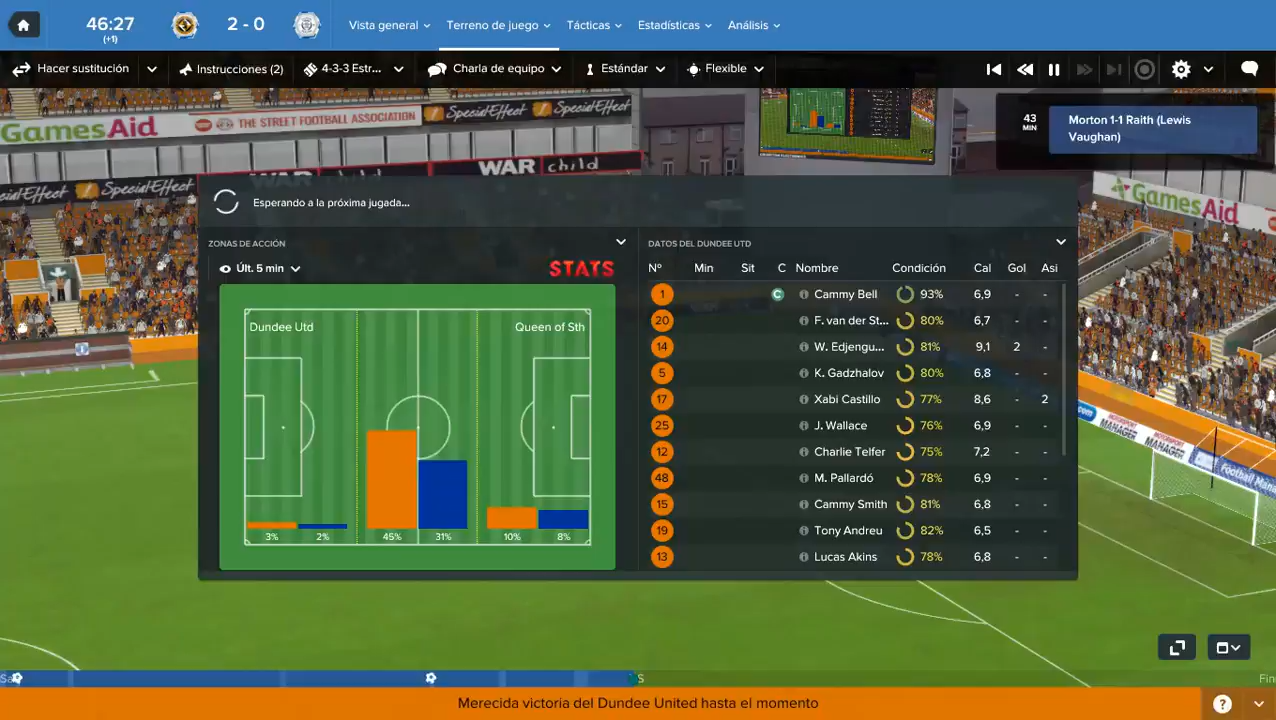 46:27
(+1)
2 - 0
Vista general
Terreno de juego
Tácticas
Estadísticas
Análisis
Hacer sustitución
Instrucciones (2)
4-3-3 Estr...
Charla de equipo
Estándar
Flexible
GamesAid
THE STREET FOOTBALL ASSOCIATION
SpecialEffect
SpecialEffect
WAR child
SpecialEffect
SpecialEffect
GamesAid
43
MIN
Morton 1-1 Raith (Lewis
Vaughan)
Esperando a la próxima jugada...
ZONAS DE ACCIÓN
Últ. 5 min
STATS
Dundee Utd
Queen of Sth
3%
2%
45%
31%
10%
8%
DATOS DEL DUNDEE UTD
Nº Min Sit C Nombre Condición Cal Gol Asi
1 C Cammy Bell 93% 6,9 - -
20 F. van der St... 80% 6,7 - -
14 W. Edjengu... 81% 9,1 2 -
5 K. Gadzhalov 80% 6,8 - -
17 Xabi Castillo 77% 8,6 - 2
25 J. Wallace 76% 6,9 - -
12 Charlie Telfer 75% 7,2 - -
48 M. Pallardó 78% 6,9 - -
15 Cammy Smith 81% 6,8 - -
19 Tony Andreu 82% 6,5 - -
13 Lucas Akins 78% 6,8 - -
MOTORSPORT
MANAGER
Merecida victoria del Dundee United hasta el momento
?